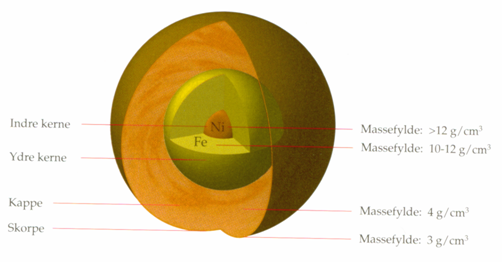 Indre kerne
Ni
Massefylde: >12 g/cm³
Fe
Massefylde: 10-12 g/cm³
Ydre kerne
Kappe
Massefylde: 4 g/cm³
Skorpe
Massefylde: 3 g/cm³